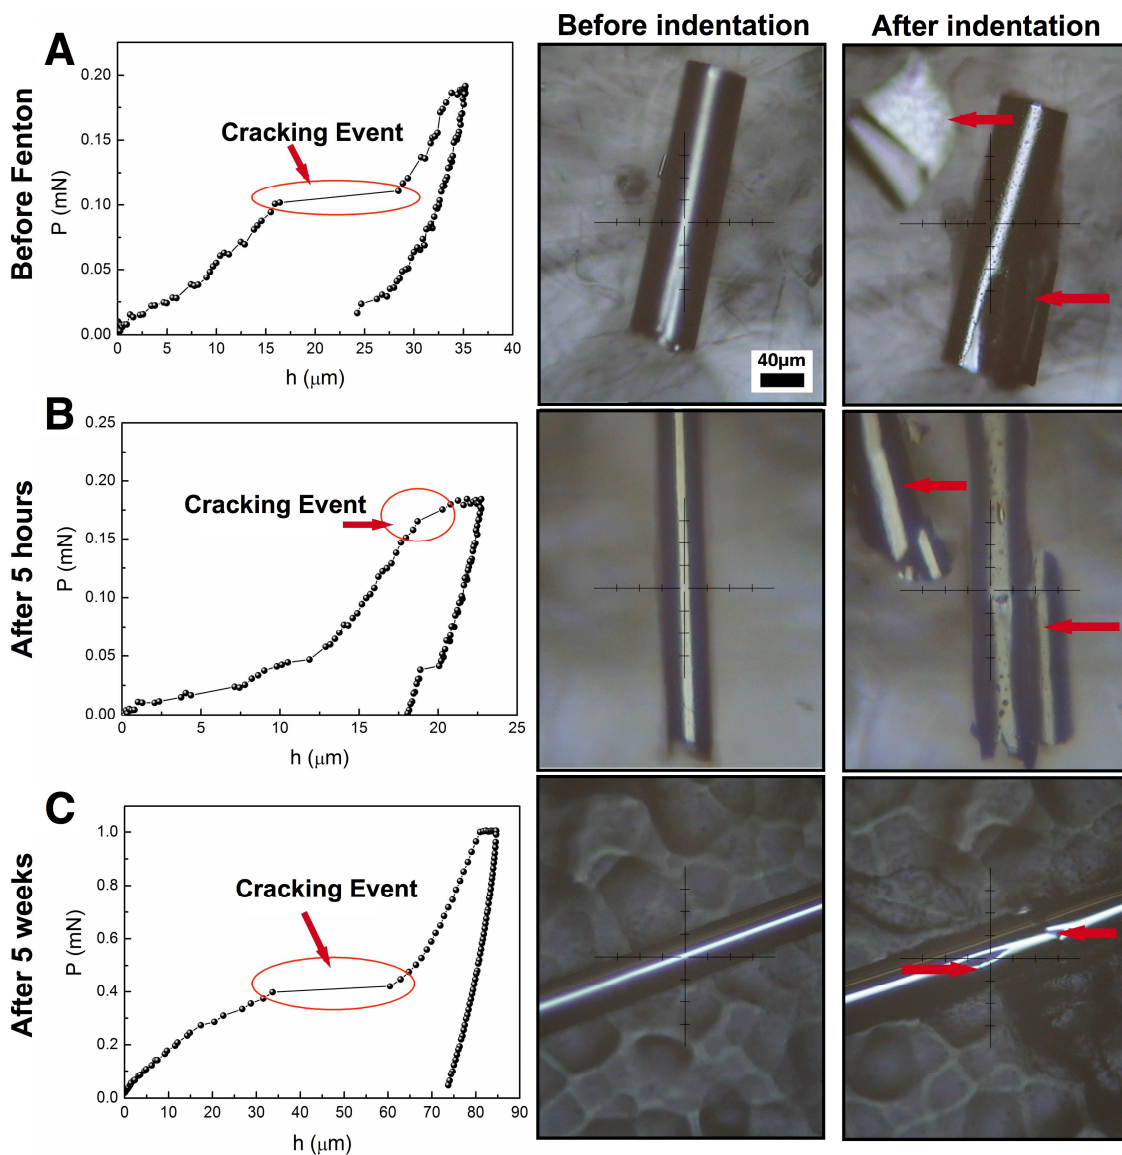 Before indentation
After indentation
A
Before Fenton
P (mN)
0.20
0.15
0.10
0.05
0.00
Cracking Event
0 5 10 15 20 25 30 35 40
h (μm)
40μm
B
After 5 hours
P (mN)
0.25
0.20
0.15
0.10
0.05
0.00
Cracking Event
0 5 10 15 20 25
h (μm)
C
After 5 weeks
P (mN)
1.0
0.8
0.6
0.4
0.2
0.0
Cracking Event
0 10 20 30 40 50 60 70 80 90
h (μm)